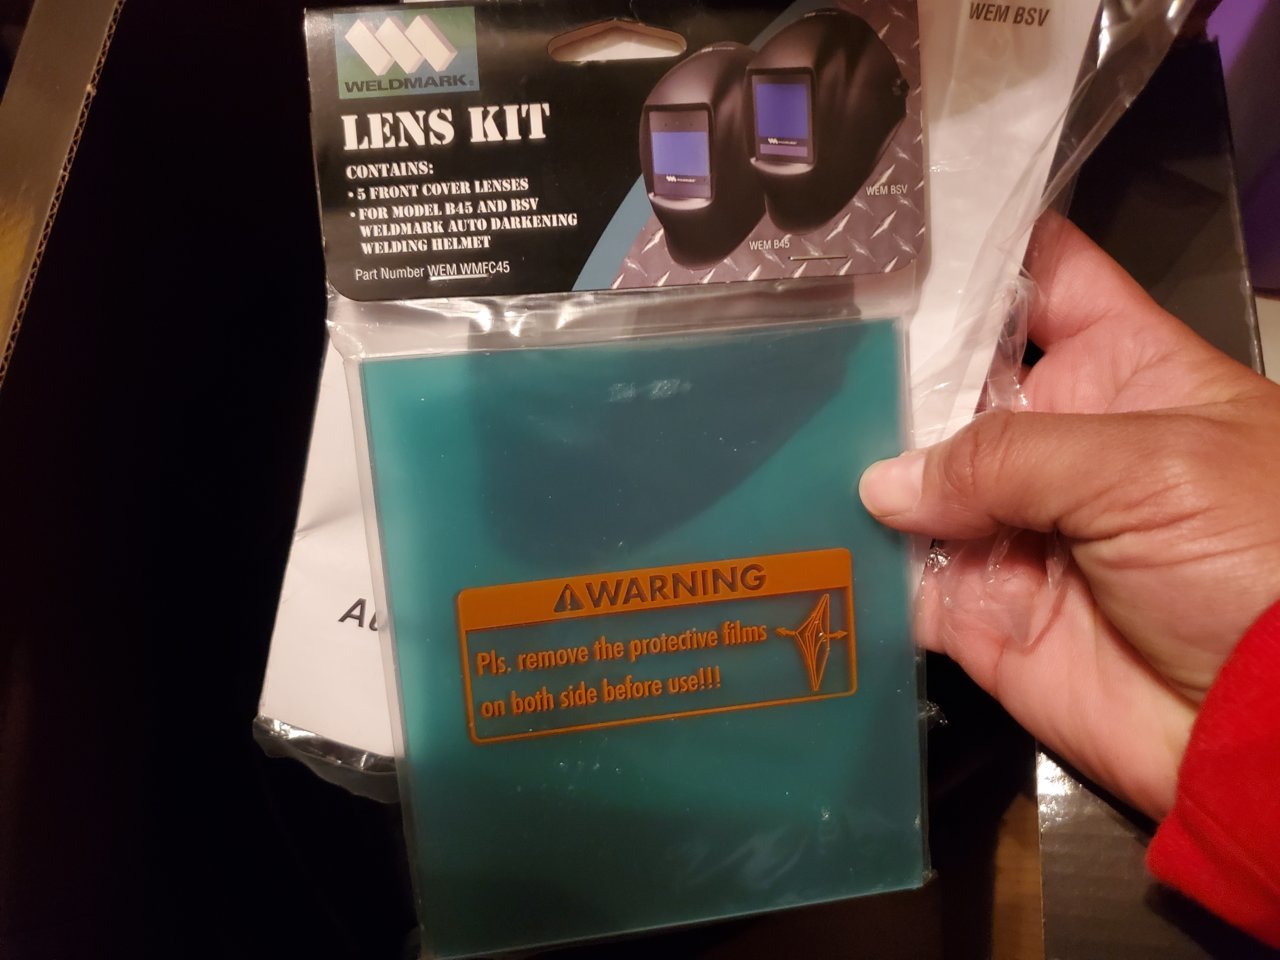 WEM BSV
WELDMARK
LENS KIT
CONTAINS:
• 5 FRONT COVER LENSES
• FOR MODEL B45 AND BSV
WELDMARK AUTO DARKENING
WELDING HELMET
Part Number WEM WMFC45
WEM BSV
WEM B45
WARNING
Pls. remove the protective films
on both side before use!!!